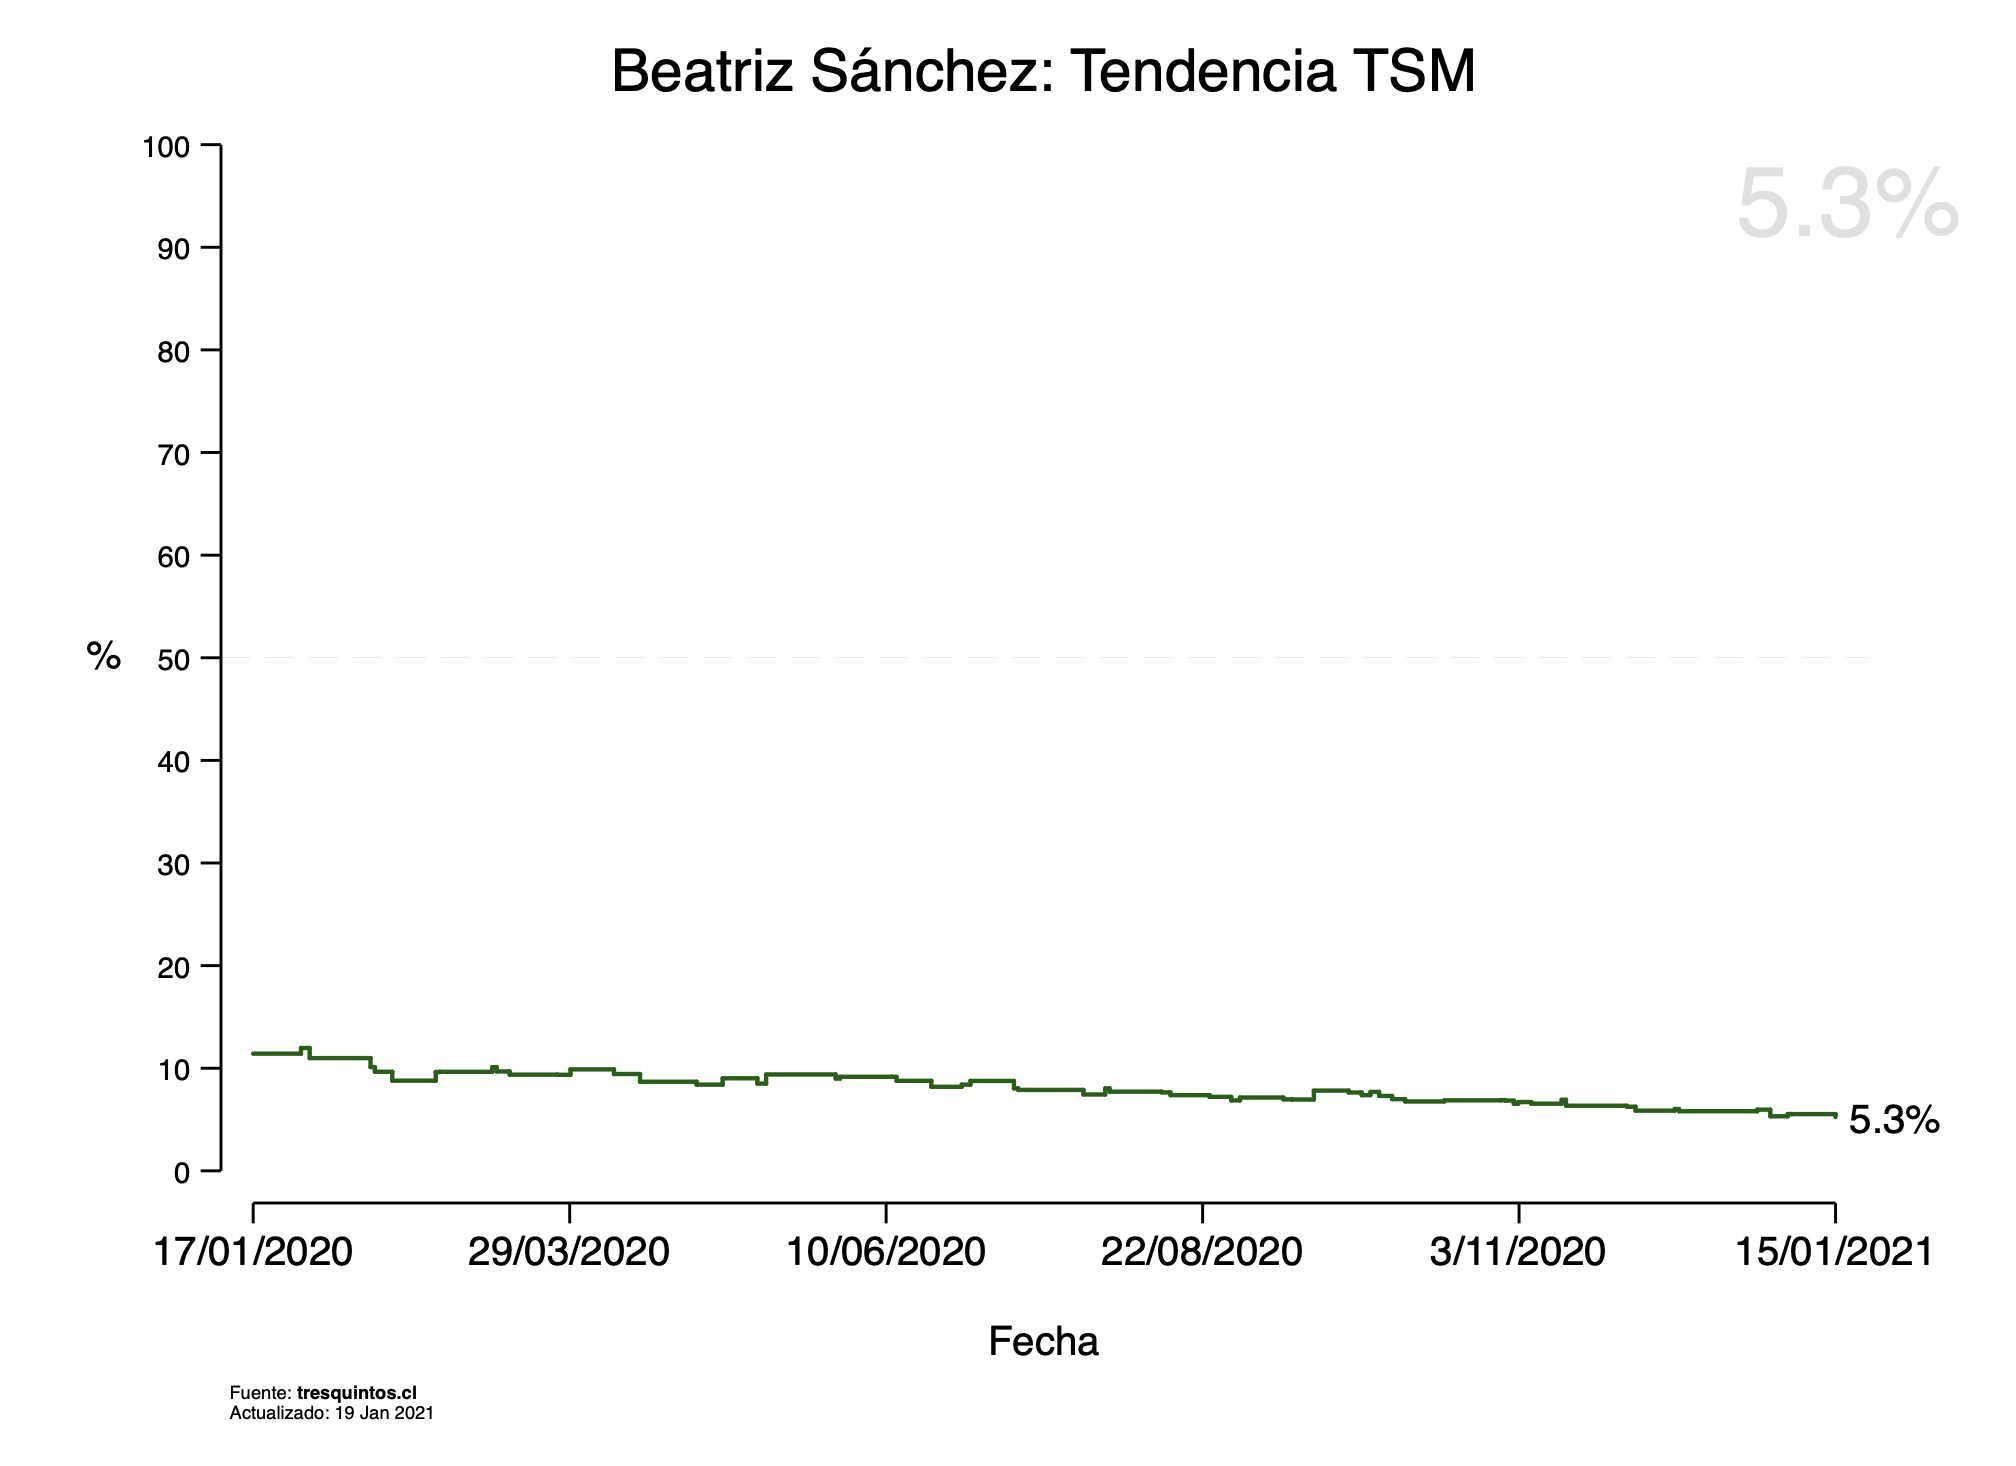 Beatriz Sánchez: Tendencia TSM
5.3%
100
90
80
70
60
50
40
30
20
10
0
%
5.3%
17/01/2020 29/03/2020 10/06/2020 22/08/2020 3/11/2020 15/01/2021
Fecha
Fuente: tresquintos.cl
Actualizado: 19 Jan 2021